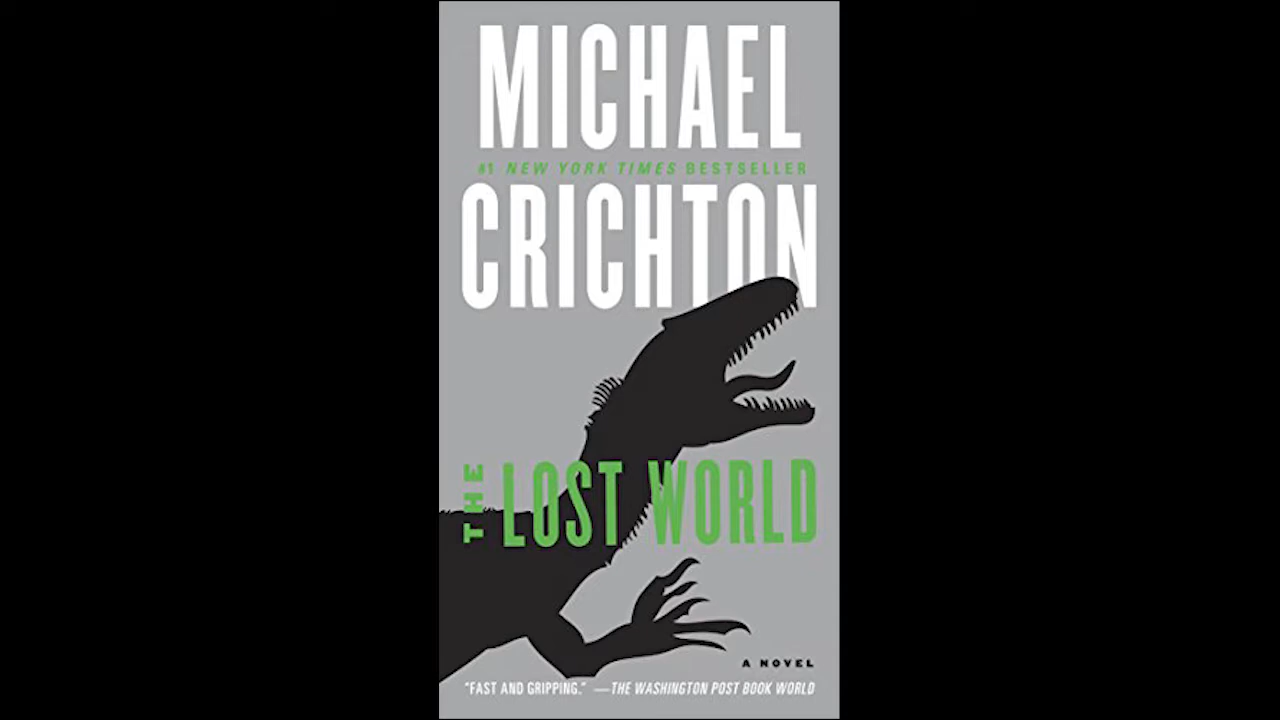 MICHAEL
#1 NEW YORK TIMES BESTSELLER
CRICHTON
THE LOST WORLD
A NOVEL
"FAST AND GRIPPING." —THE WASHINGTON POST BOOK WORLD